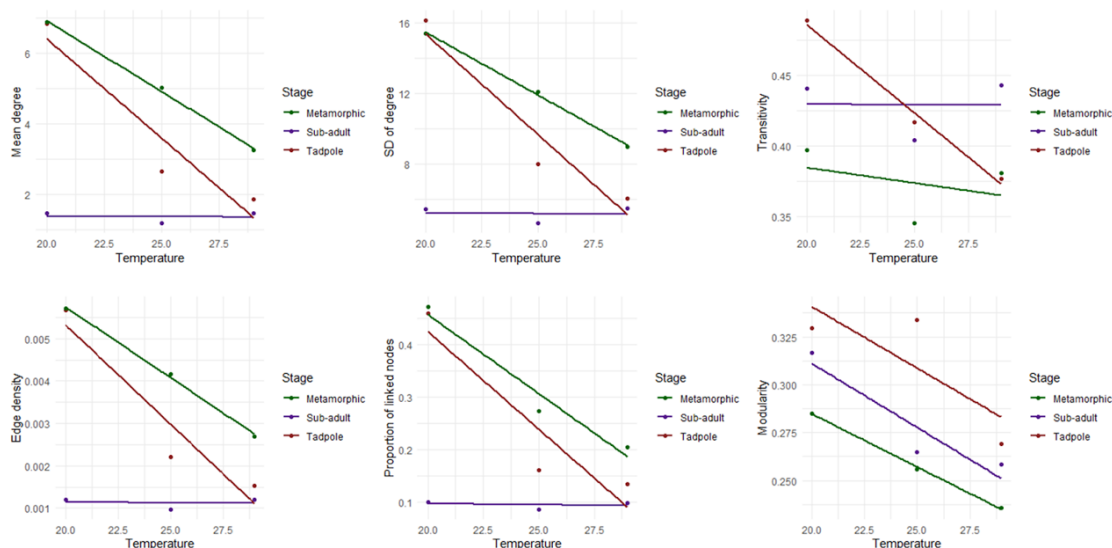 Mean degree
6
4
2
20.0 22.5 25.0 27.5
Temperature
Stage
Metamorphic
Sub-adult
Tadpole
SD of degree
16
12
8
20.0 22.5 25.0 27.5
Temperature
Stage
Metamorphic
Sub-adult
Tadpole
Transitivity
0.45
0.40
0.35
20.0 22.5 25.0 27.5
Temperature
Stage
Metamorphic
Sub-adult
Tadpole
Edge density
0.005
0.004
0.003
0.002
0.001
20.0 22.5 25.0 27.5
Temperature
Stage
Metamorphic
Sub-adult
Tadpole
Proportion of linked nodes
0.4
0.3
0.2
0.1
20.0 22.5 25.0 27.5
Temperature
Stage
Metamorphic
Sub-adult
Tadpole
Modularity
0.325
0.300
0.275
0.250
20.0 22.5 25.0 27.5
Temperature
Stage
Metamorphic
Sub-adult
Tadpole